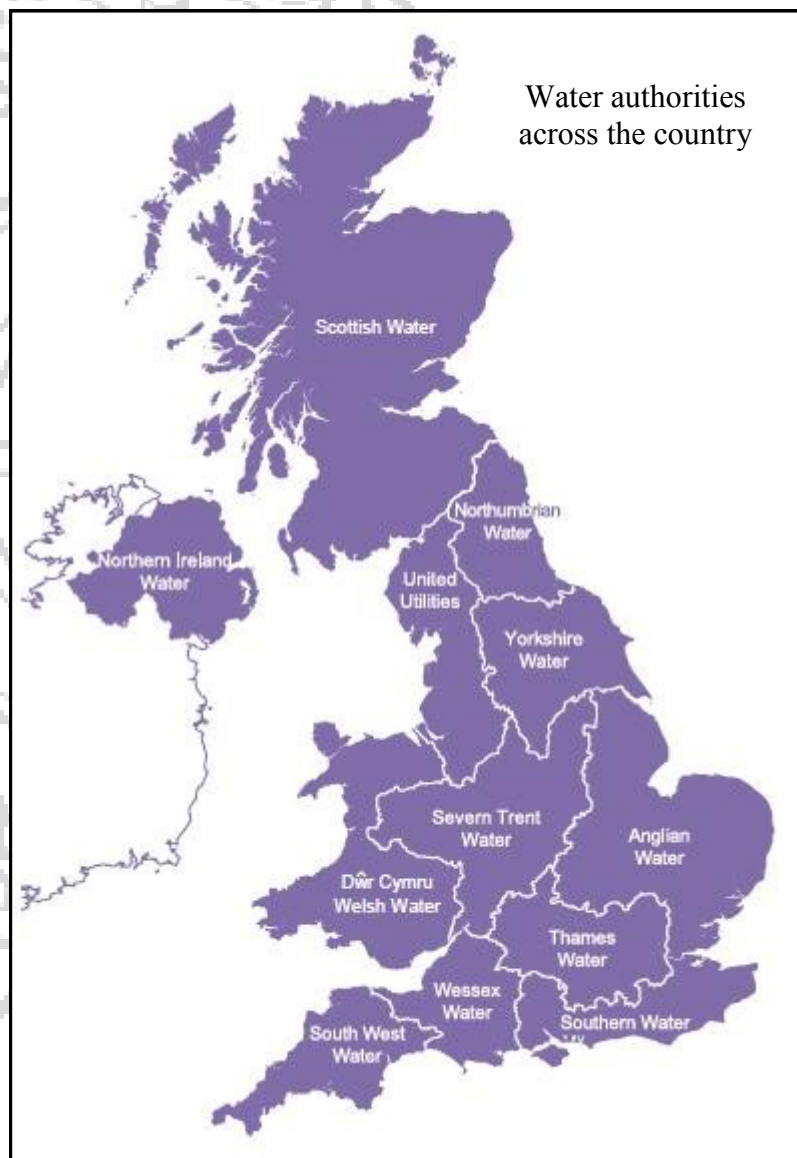 Water authorities
across the country
Scottish Water
Northumbrian
Water
Northern Ireland
Water
United
Utilities
Yorkshire
Water
Severn Trent
Water
Anglian
Water
Dŵr Cymru
Welsh Water
Thames
Water
Wessex
Water
Southern Water
South West
Water